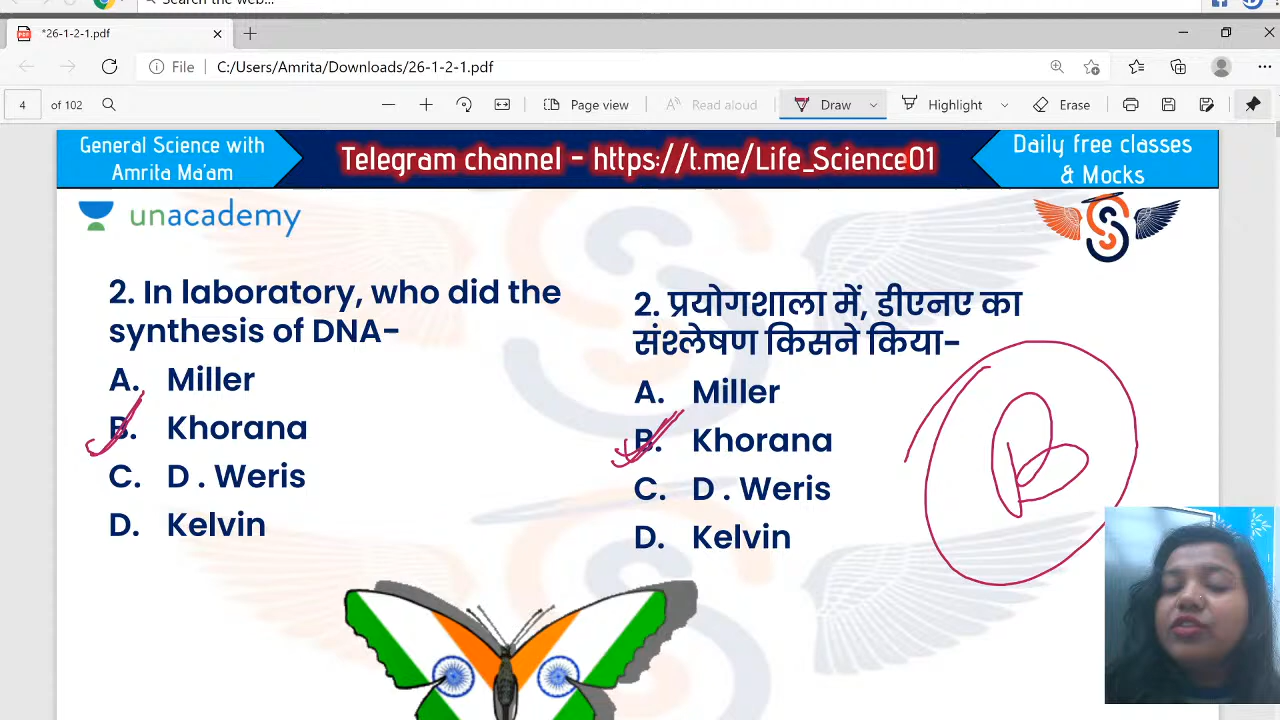 Search the web...
*26-1-2-1.pdf
File C:/Users/Amrita/Downloads/26-1-2-1.pdf
4 of 102 Page view Read aloud Draw Highlight Erase
General Science with
Amrita Ma'am
Telegram channel - https://t.me/Life_Science01
Daily free classes
& Mocks
unacademy
2. In laboratory, who did the
synthesis of DNA-
A. Miller
B. Khorana
C. D . Weris
D. Kelvin
2. प्रयोगशाला में, डीएनए का
संश्लेषण किसने किया-
A. Miller
B. Khorana
C. D . Weris
D. Kelvin
B